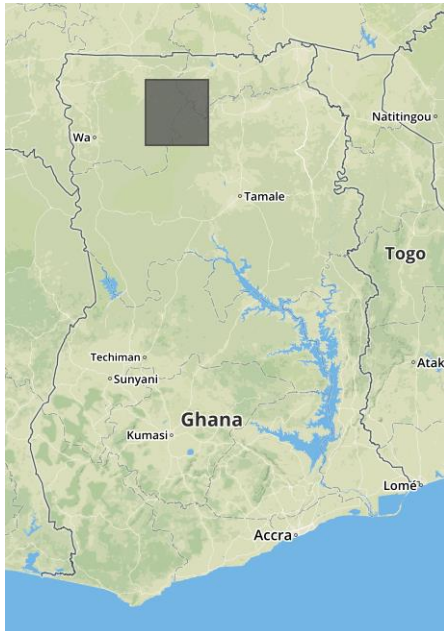 Natitingou
Wa
Tamale
Togo
Techiman
Atak
Sunyani
Ghana
Kumasi
Lomé
Accra